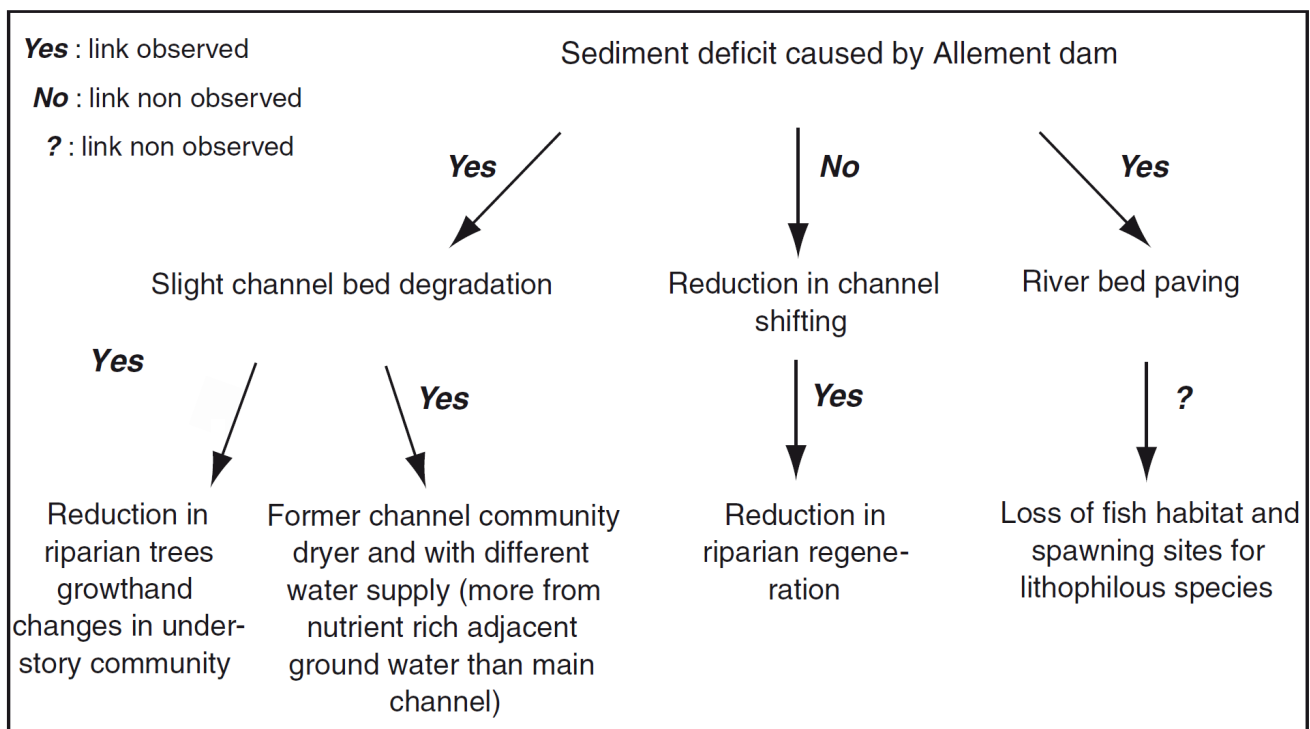 Yes : link observed
No : link non observed
? : link non observed
Sediment deficit caused by Allement dam
Yes
No
Yes
Slight channel bed degradation
Reduction in channel
shifting
River bed paving
Yes
Yes
Yes
?
Reduction in
riparian trees
growthand
changes in under-
story community
Former channel community
dryer and with different
water supply (more from
nutrient rich adjacent
ground water than main
channel)
Reduction in
riparian regene-
ration
Loss of fish habitat and
spawning sites for
lithophilous species